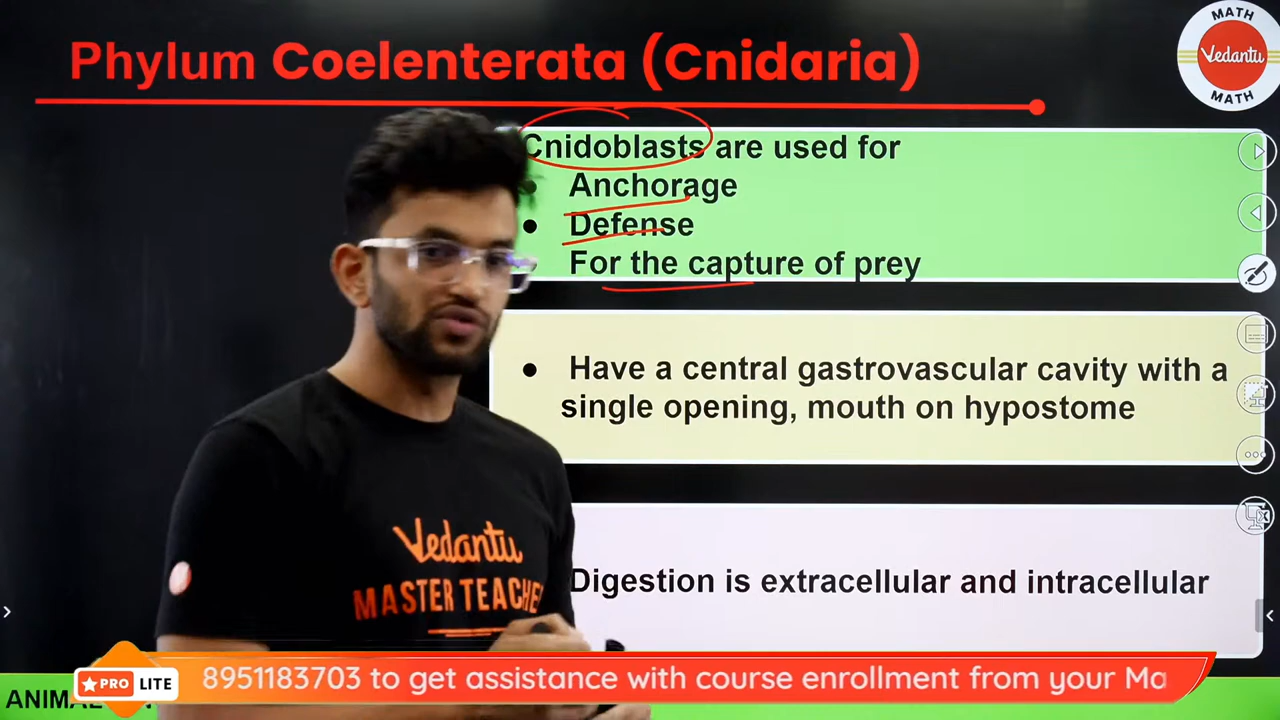 Phylum Coelenterata (Cnidaria)
MATH
Vedantu
MATH
Cnidoblasts are used for
● Anchorage
● Defense
For the capture of prey
● Have a central gastrovascular cavity with a
single opening, mouth on hypostome
Digestion is extracellular and intracellular
Vedantu
MASTER TEACHE
PRO LITE
8951183703 to get assistance with course enrollment from your Ma